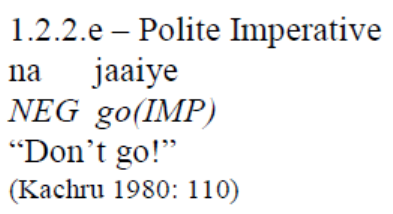 1.2.2.e – Polite Imperative
na jaaiye
NEG go(IMP)
“Don’t go!”
(Kachru 1980: 110)